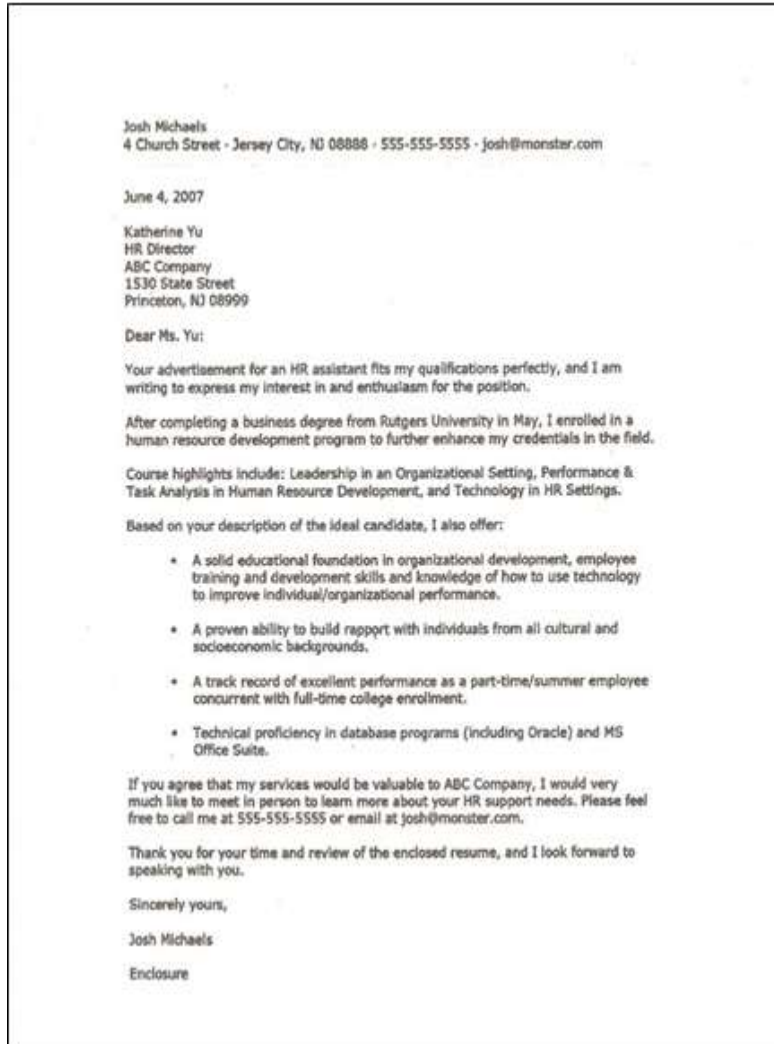 Josh Michaels
4 Church Street - Jersey City, NJ 08888 - 555-555-5555 - josh@monster.com
June 4, 2007
Katherine Yu
HR Director
ABC Company
1530 State Street
Princeton, NJ 08999
Dear Ms. Yu:
Your advertisement for an HR assistant fits my qualifications perfectly, and I am
writing to express my interest in and enthusiasm for the position.
After completing a business degree from Rutgers University in May, I enrolled in a
human resource development program to further enhance my credentials in the field.
Course highlights include: Leadership in an Organizational Setting, Performance &
Task Analysis in Human Resource Development, and Technology in HR Settings.
Based on your description of the ideal candidate, I also offer:
• A solid educational foundation in organizational development, employee
training and development skills and knowledge of how to use technology
to improve individual/organizational performance.
• A proven ability to build rapport with individuals from all cultural and
socioeconomic backgrounds.
• A track record of excellent performance as a part-time/summer employee
concurrent with full-time college enrollment.
• Technical proficiency in database programs (including Oracle) and MS
Office Suite.
If you agree that my services would be valuable to ABC Company, I would very
much like to meet in person to learn more about your HR support needs. Please feel
free to call me at 555-555-5555 or email at josh@monster.com.
Thank you for your time and review of the enclosed resume, and I look forward to
speaking with you.
Sincerely yours,
Josh Michaels
Enclosure